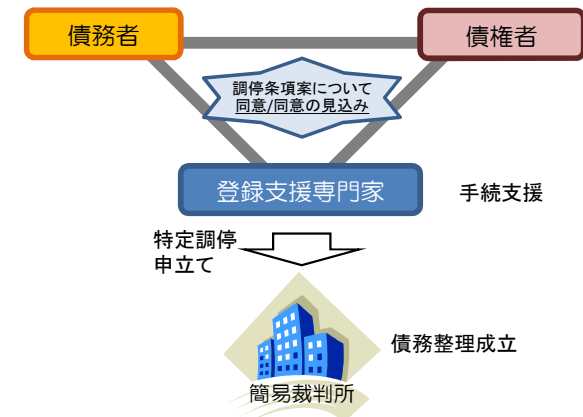 債務者
債権者
調停条項案について
同意/同意の見込み
登録支援専門家
手続支援
特定調停
申立て
債務整理成立
簡易裁判所